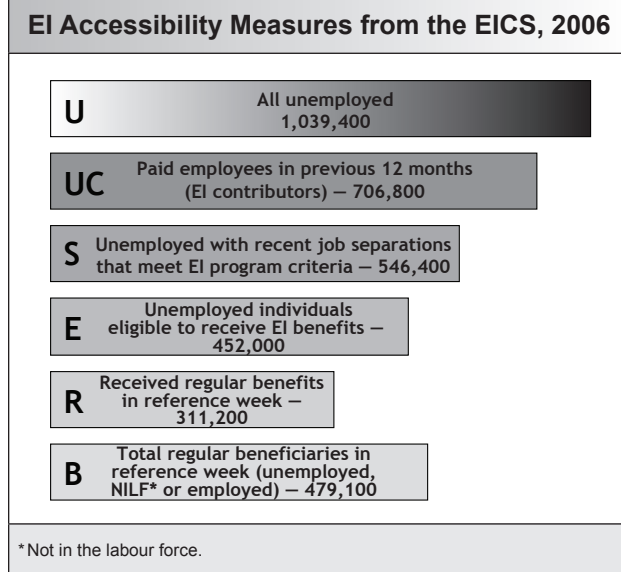 EI Accessibility Measures from the EICS, 2006
U
All unemployed
1,039,400
UC
Paid employees in previous 12 months
(EI contributors) — 706,800
S
Unemployed with recent job separations
that meet EI program criteria — 546,400
E
Unemployed individuals
eligible to receive EI benefits —
452,000
R
Received regular benefits
in reference week —
311,200
B
Total regular beneficiaries in
reference week (unemployed,
NILF* or employed) — 479,100
*Not in the labour force.